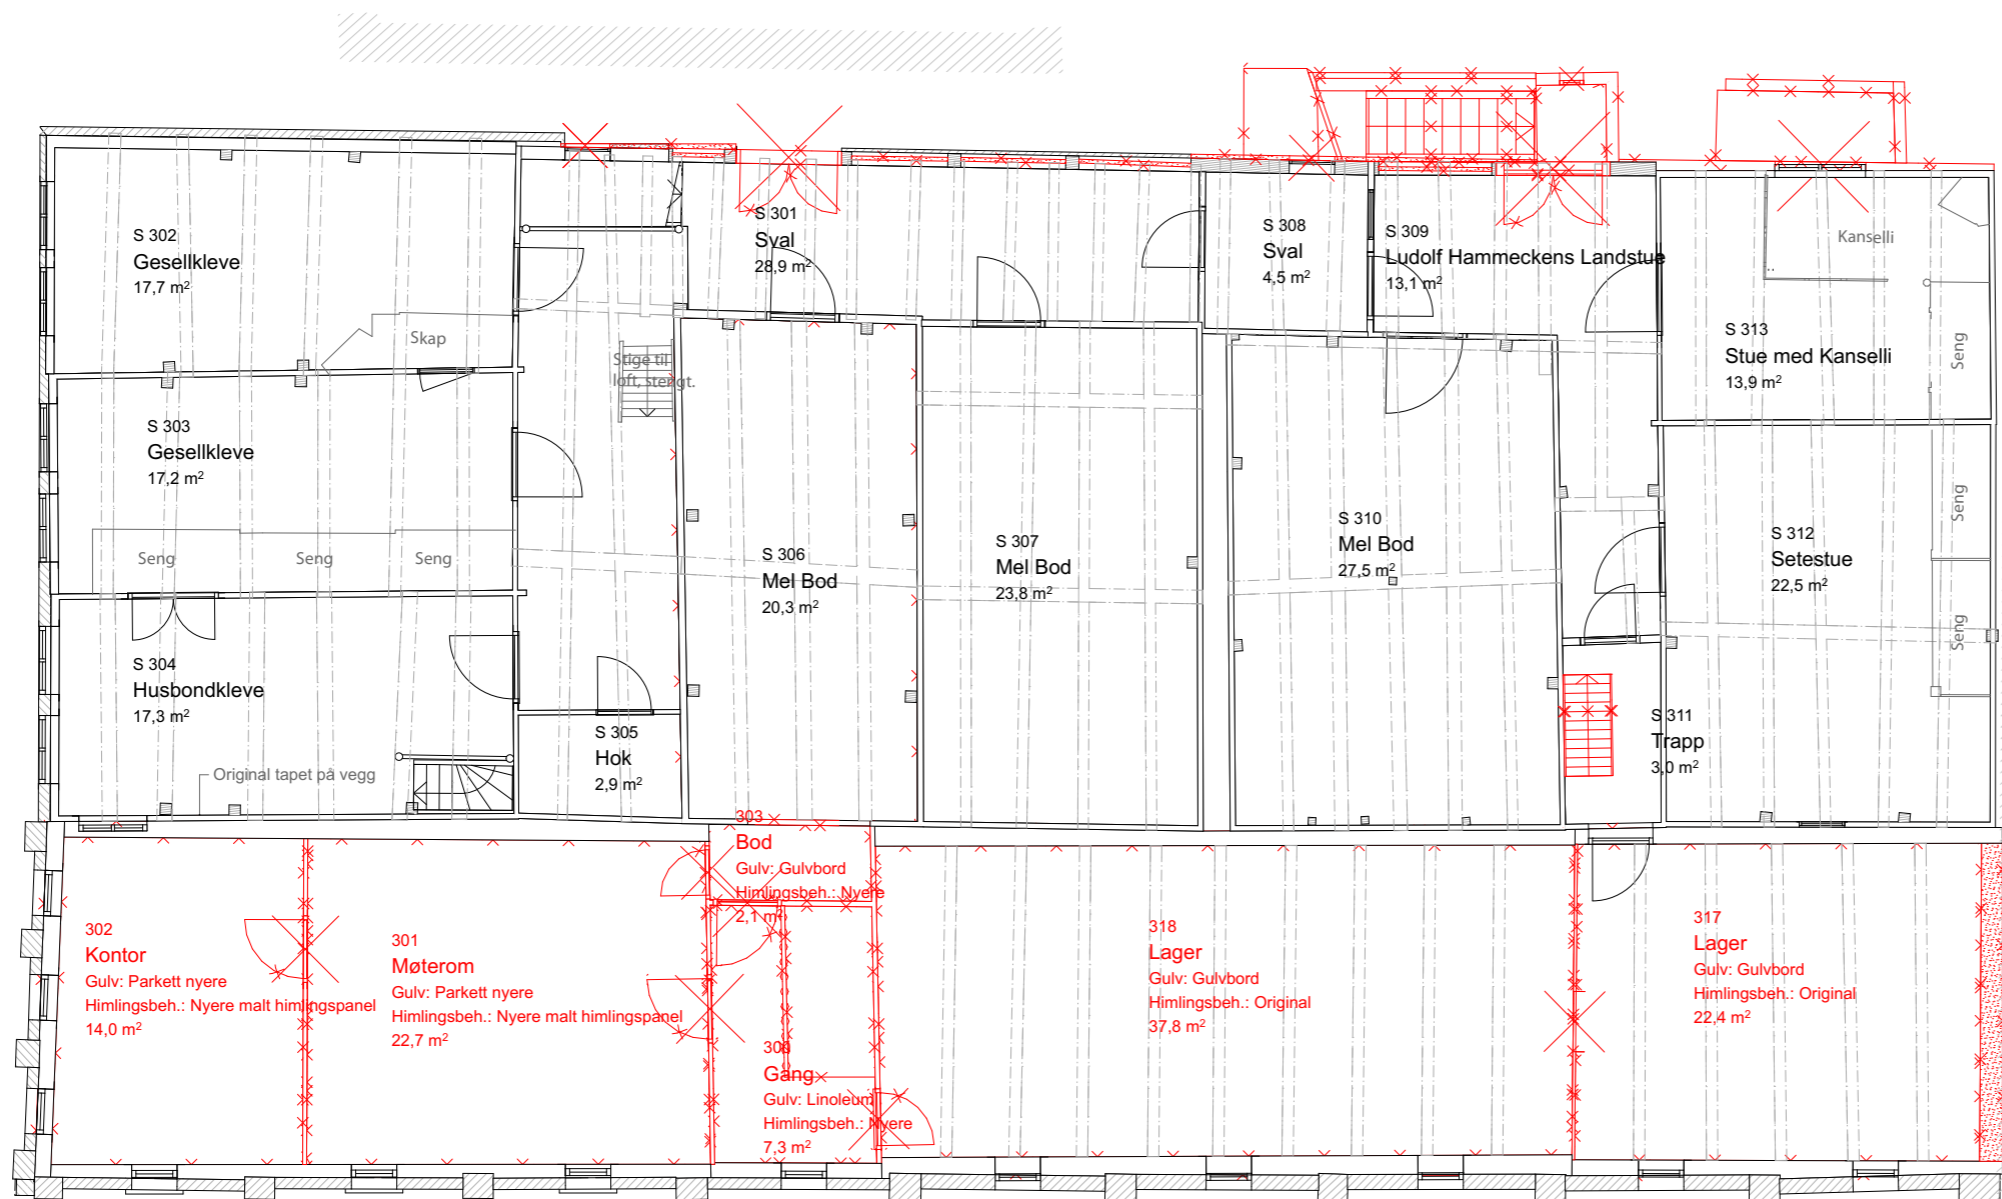 S 302
Gesellkleve
17,7 m²
Skap
S 301
Sval
28,9 m²
S 308
Sval
4,5 m²
S 309
Ludolf Hammeckens Landstue
13,1 m²
Kanselli
S 313
Stue med Kanselli
13,9 m²
Seng
Stige til
loft, stengt.
S 303
Gesellkleve
17,2 m²
Seng
Seng
Seng
S 306
Mel Bod
20,3 m²
S 307
Mel Bod
23,8 m²
S 310
Mel Bod
27,5 m²
S 312
Setestue
22,5 m²
Seng
Seng
S 304
Husbondkleve
17,3 m²
Original tapet på vegg
S 305
Hok
2,9 m²
S 311
Trapp
3,0 m²
303
Bod
Gulv: Gulvbord
Himlingsbeh.: Nyere
2,1 m²
302
Kontor
Gulv: Parkett nyere
Himlingsbeh.: Nyere malt himlingspanel
14,0 m²
301
Møterom
Gulv: Parkett nyere
Himlingsbeh.: Nyere malt himlingspanel
22,7 m²
Gang
Gulv: Linoleum
Himlingsbeh.: Nyere
7,3 m²
318
Lager
Gulv: Gulvbord
Himlingsbeh.: Original
37,8 m²
317
Lager
Gulv: Gulvbord
Himlingsbeh.: Original
22,4 m²